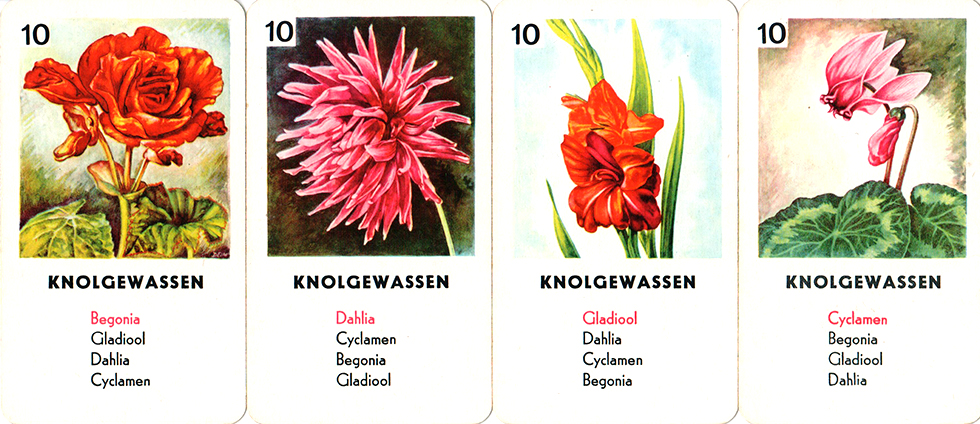 10
KNOLGEWASSEN
Begonia
Gladiool
Dahlia
Cyclamen
10
KNOLGEWASSEN
Dahlia
Cyclamen
Begonia
Gladiool
10
KNOLGEWASSEN
Gladiool
Dahlia
Cyclamen
Begonia
10
KNOLGEWASSEN
Cyclamen
Begonia
Gladiool
Dahlia